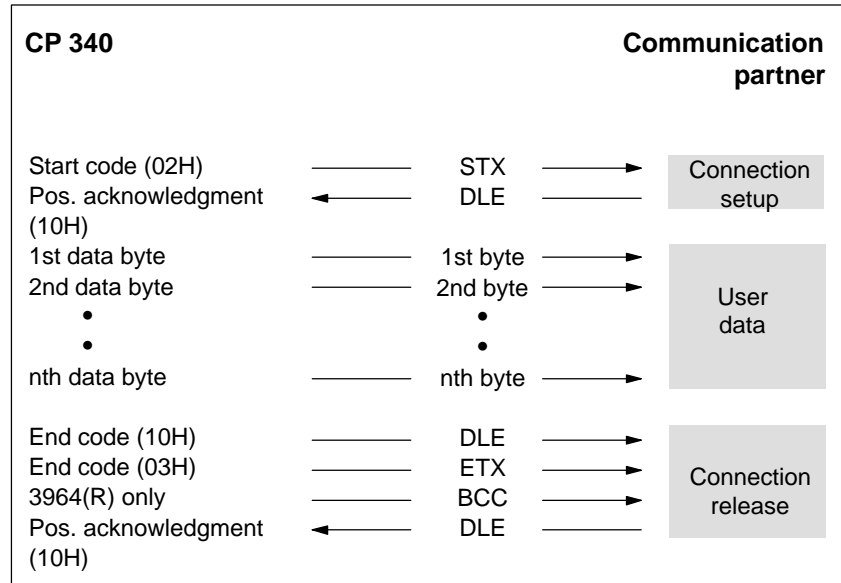 CP 340
Communication
partner
Start code (02H) STX
Connection
setup
Pos. acknowledgment DLE
(10H)
1st data byte 1st byte
2nd data byte 2nd byte
User
data
• •
• •
nth data byte nth byte
End code (10H) DLE
End code (03H) ETX
Connection
release
3964(R) only BCC
Pos. acknowledgment DLE
(10H)